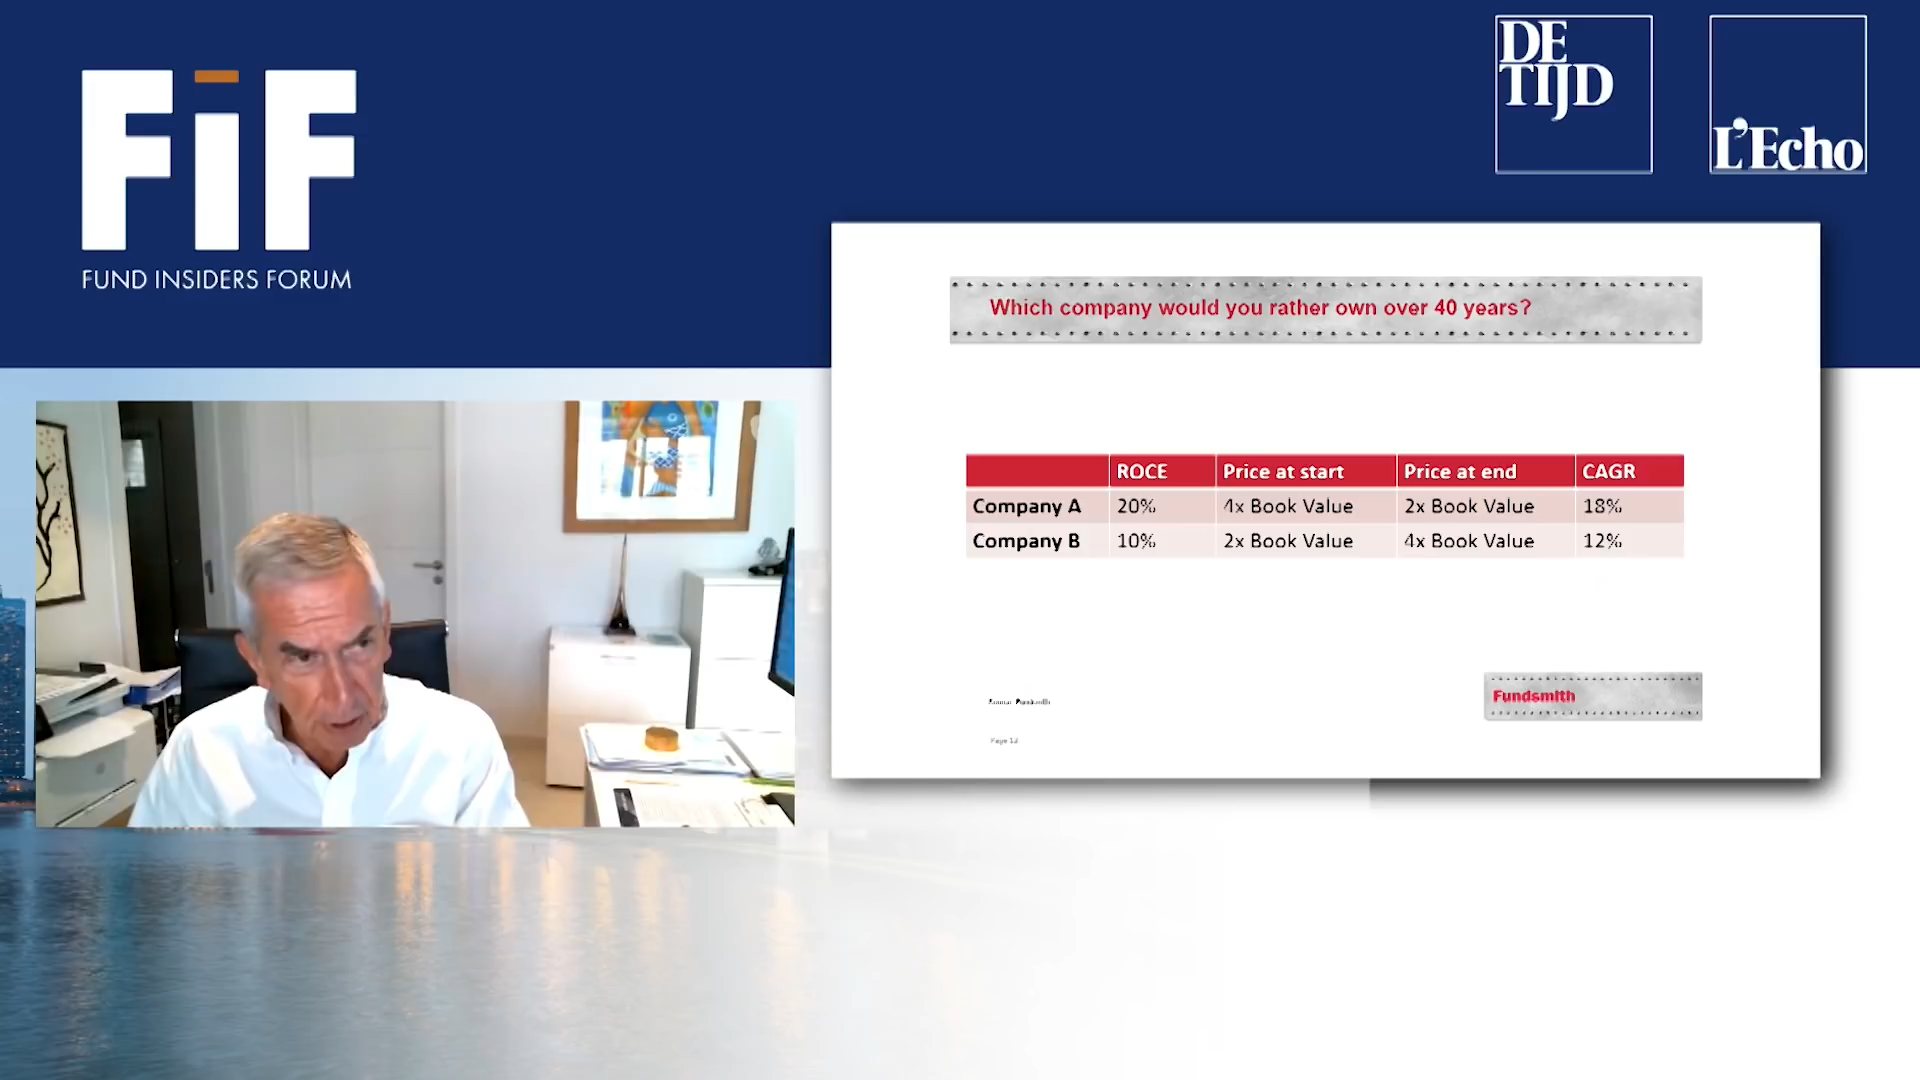 FiF
FUND INSIDERS FORUM
DE
TIJD
L'Echo
Which company would you rather own over 40 years?
ROCE Price at start Price at end CAGR
Company A 20% 4x Book Value 2x Book Value 18%
Company B 10% 2x Book Value 4x Book Value 12%
Fundsmith